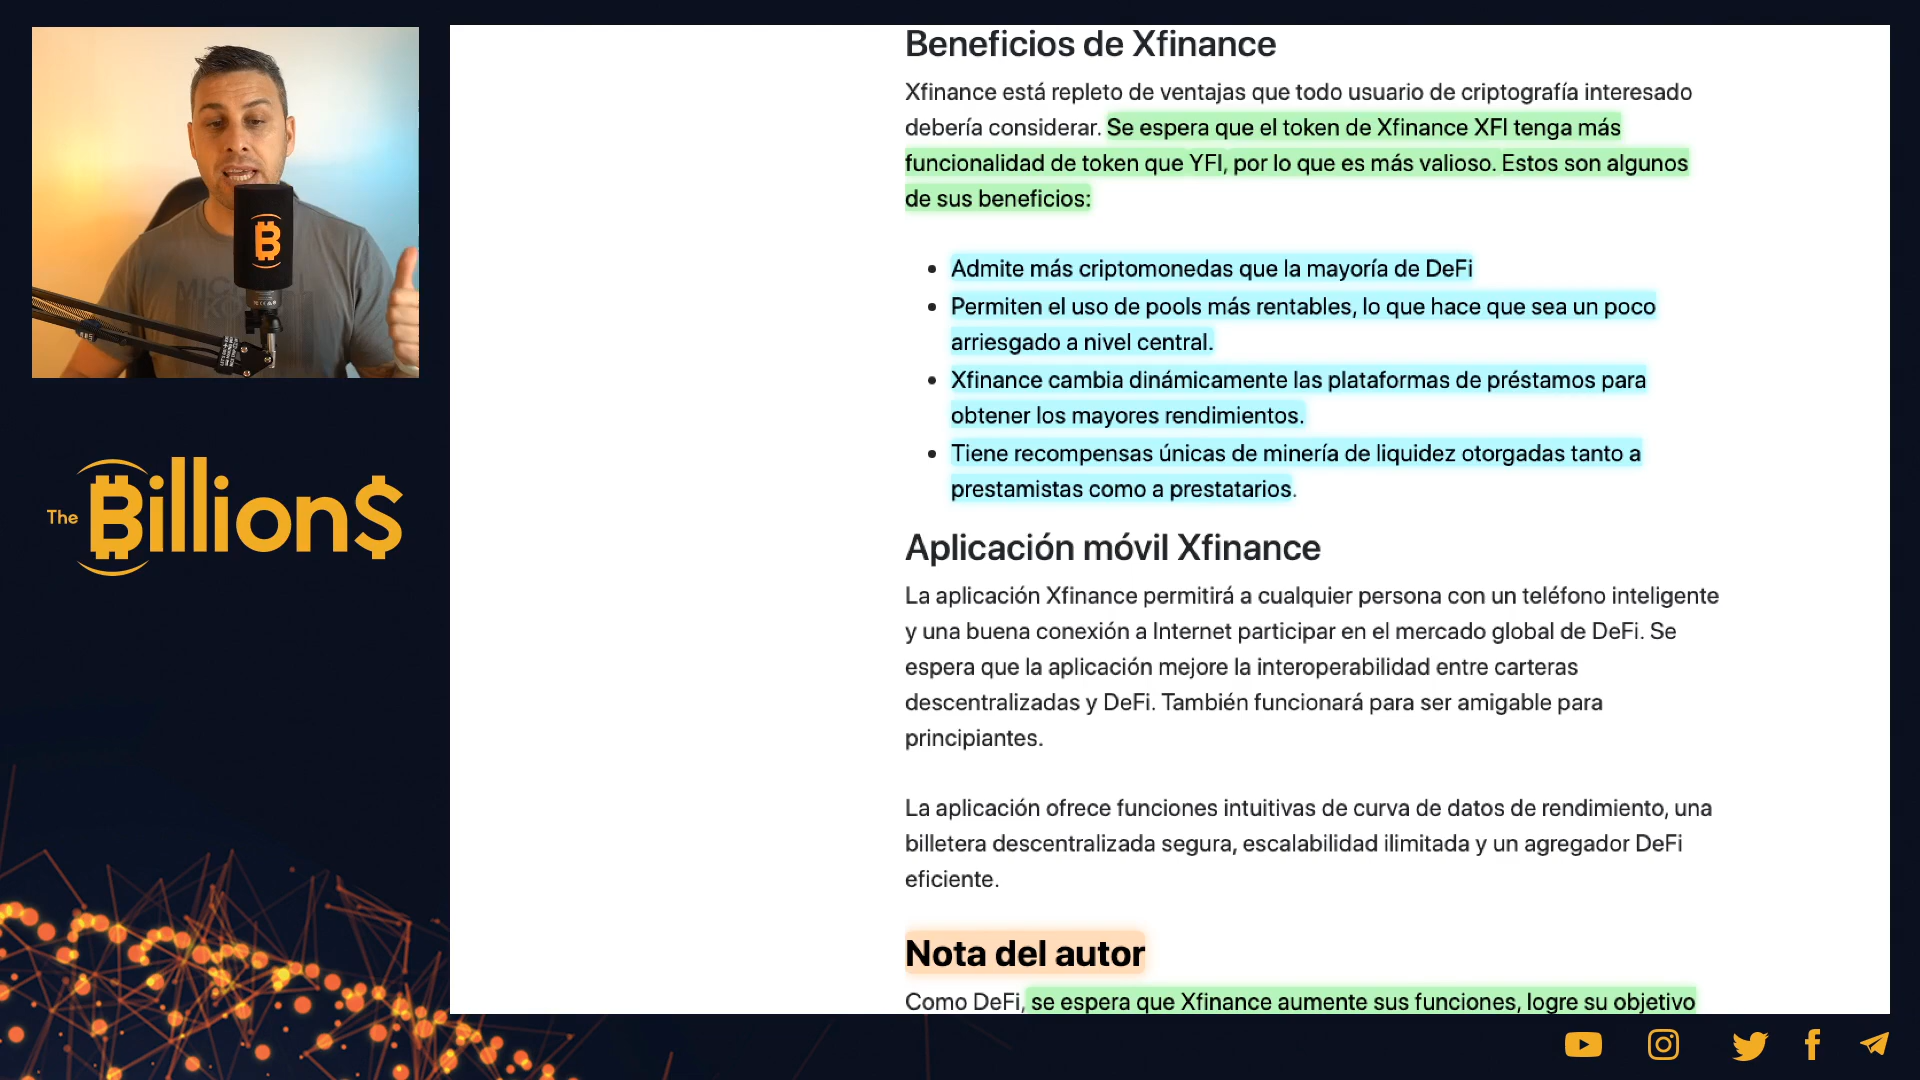 Beneficios de Xfinance
Xfinance está repleto de ventajas que todo usuario de criptografía interesado
debería considerar. Se espera que el token de Xfinance XFI tenga más
funcionalidad de token que YFI, por lo que es más valioso. Estos son algunos
de sus beneficios:
Admite más criptomonedas que la mayoría de DeFi
Permiten el uso de pools más rentables, lo que hace que sea un poco
arriesgado a nivel central.
Xfinance cambia dinámicamente las plataformas de préstamos para
obtener los mayores rendimientos.
Tiene recompensas únicas de minería de liquidez otorgadas tanto a
prestamistas como a prestatarios.
Aplicación móvil Xfinance
La aplicación Xfinance permitirá a cualquier persona con un teléfono inteligente
y una buena conexión a Internet participar en el mercado global de DeFi. Se
espera que la aplicación mejore la interoperabilidad entre carteras
descentralizadas y DeFi. También funcionará para ser amigable para
principiantes.
La aplicación ofrece funciones intuitivas de curva de datos de rendimiento, una
billetera descentralizada segura, escalabilidad ilimitada y un agregador DeFi
eficiente.
Nota del autor
Como DeFi, se espera que Xfinance aumente sus funciones, logre su objetivo
The Billion$